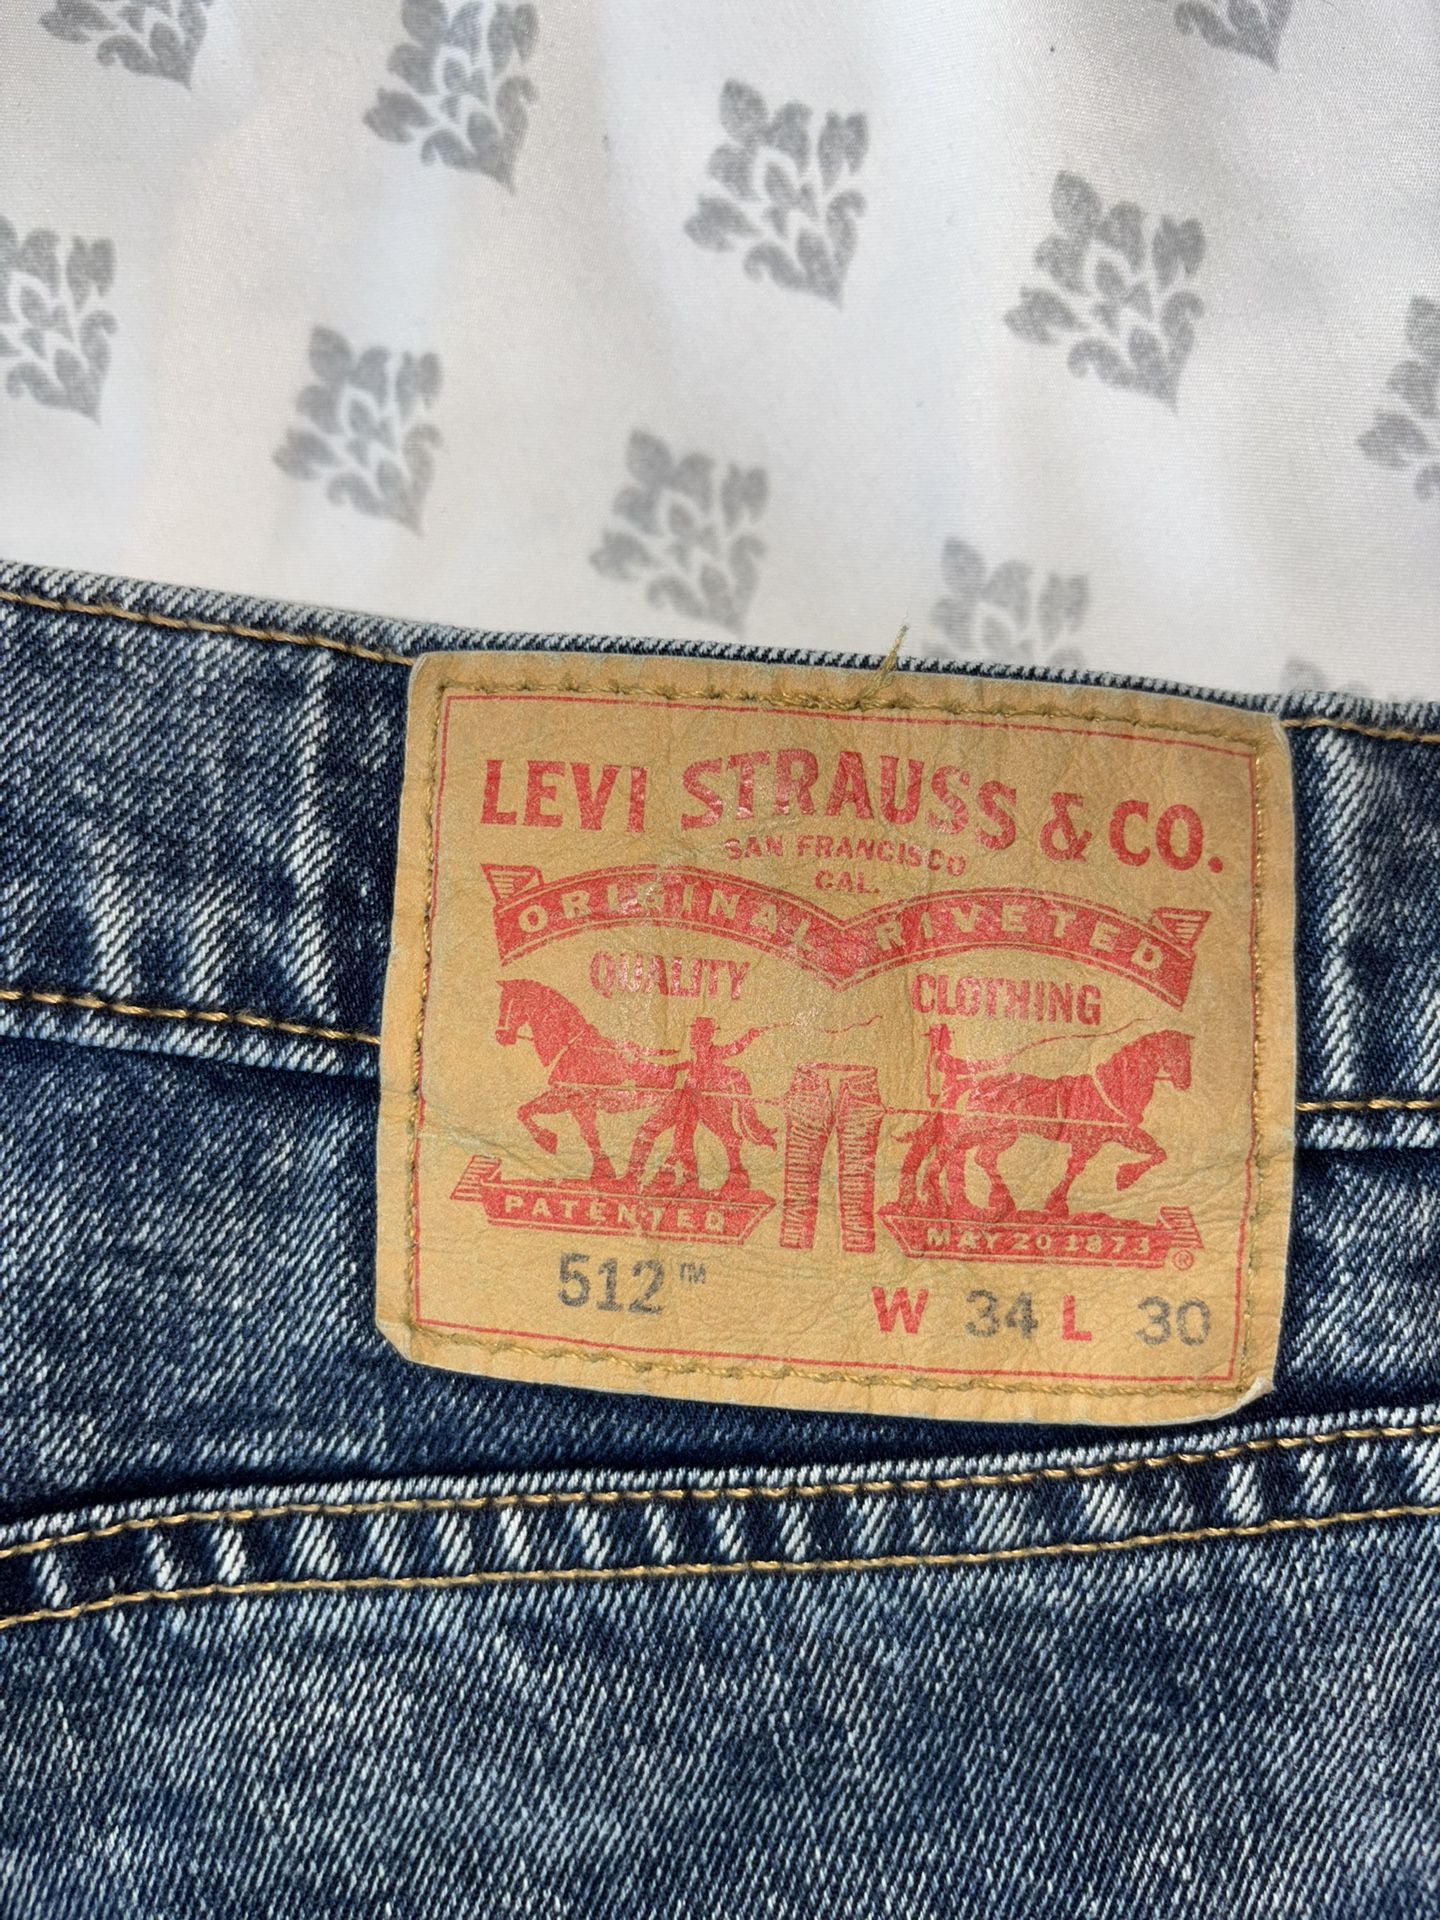 LEVI STRAUSS & CO.
SAN FRANCISCO
CAL.
ORIGINAL RIVETED
QUALITY CLOTHING
PATENTED MAY 20 1873 ®
512™ W 34 L 30